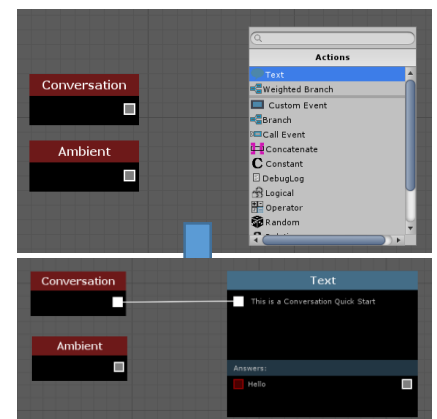 Actions
Conversation
Text
Weighted Branch
Custom Event
Branch
Call Event
Ambient
Concatenate
C Constant
DebugLog
Logical
Operator
Random
Conversation
Text
This is a Conversation Quick Start
Ambient
Answers:
Hello